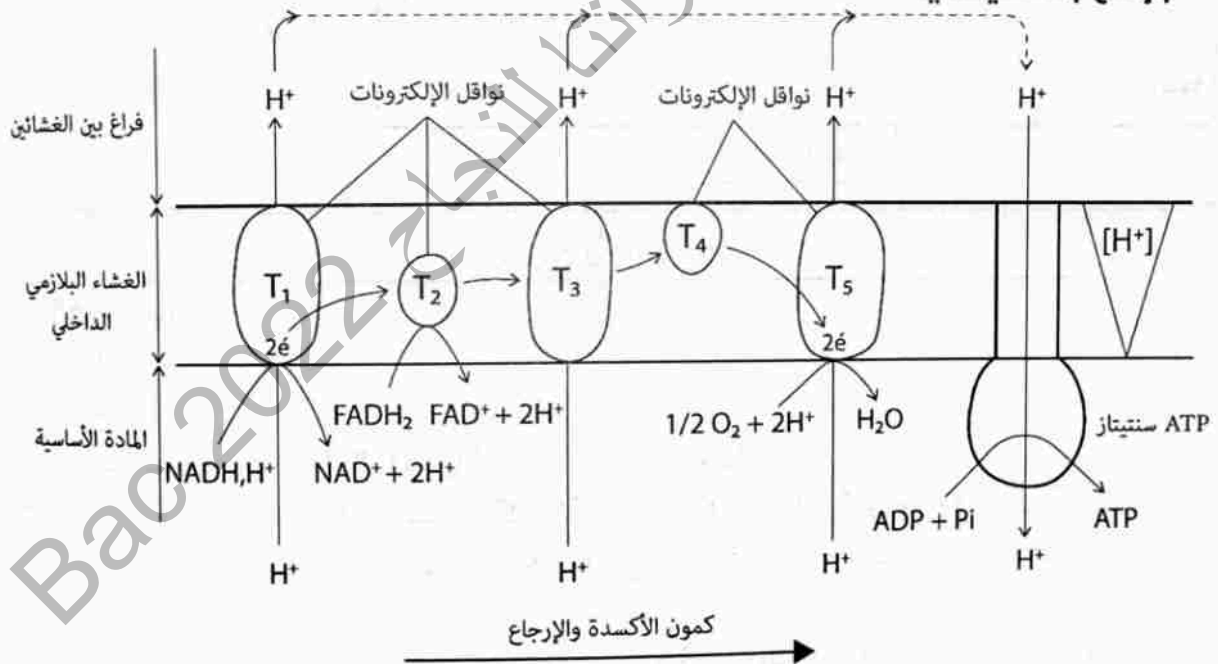 H⁺ نواقل الإلكترونات H⁺ نواقل الإلكترونات H⁺ H⁺
فراغ بين الغشائين
[H⁺]
T₁ T₂ T₃ T₄ T₅
الغشاء البلازمي
الداخلي
2é 2é
FADH₂ FAD⁺ + 2H⁺ 1/2 O₂ + 2H⁺ H₂O
المادة الأساسية
ATP سنتيتاز
NADH,H⁺ NAD⁺ + 2H⁺
ADP + Pi ATP
H⁺ H⁺ H⁺ H⁺
كمون الأكسدة والإرجاع
Bac 2022